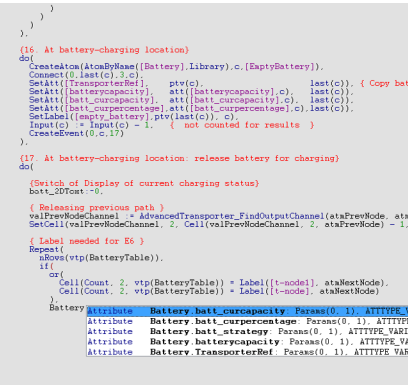 )
)
)
),
{16. At battery-charging location}
do(
CreateAtom(AtomByName([Battery],Library),c,[EmptyBattery]),
Connect(0,last(c),3,c),
SetAtt([TransporterRef], ptv(c), last(c)), { Copy bat
SetAtt([batterycapacity], att([batterycapacity],c), last(c)),
SetAtt([batt_curcapacity], att([batt_curcapacity],c), last(c)),
SetAtt([batt_curpercentage],att([batt_curpercentage],c),last(c)),
SetLabel([empty_battery],ptv(last(c)), c),
Input(c) := Input(c) - 1, { not counted for results }
CreateEvent(0,c,17)
),
{17. At battery-charging location: release battery for charging}
do(
{Switch of Display of current charging status}
batt_2DText:=0,
{ Releasing previous path }
valPrevNodeChannel := AdvancedTransporter_FindOutputChannel(atmPrevNode, atm
SetCell(valPrevNodeChannel, 2, Cell(valPrevNodeChannel, 2, atmPrevNode) - 1,
{ Label needed for E6 }
Repeat(
nRows(vtp(BatteryTable)),
if(
or(
Cell(Count, 2, vtp(BatteryTable)) = Label([t-node1], atmNextNode),
Cell(Count, 2, vtp(BatteryTable)) = Label([t-node], atmNextNode)
),
Battery
Attribute Battery.batt_curcapacity: Params(0, 1), ATTTYPE_V
Attribute Battery.batt_curpercentage: Params(0, 1), ATTTYP
Attribute Battery.batt_strategy: Params(0, 1), ATTTYPE_VARI
Attribute Battery.batterycapacity: Params(0, 1), ATTTYPE_VA
Attribute Battery.TransporterRef: Params(0, 1), ATTTYPE_VAR